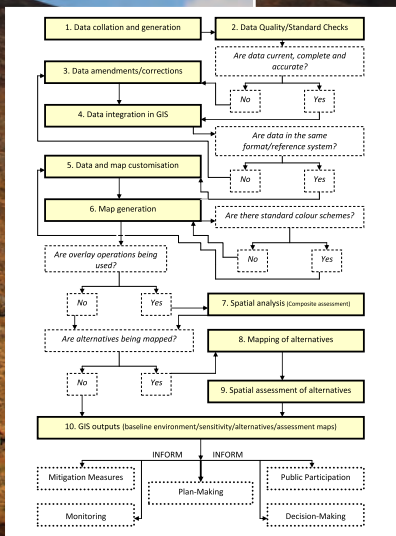 1. Data collation and generation
2. Data Quality/Standard Checks
Are data current, complete and
accurate?
3. Data amendments/corrections
No
Yes
4. Data integration in GIS
Are data in the same
format/reference system?
5. Data and map customisation
No
Yes
6. Map generation
Are there standard colour schemes?
Are overlay operations being
used?
No
Yes
No
Yes
7. Spatial analysis (Composite assessment)
Are alternatives being mapped?
8. Mapping of alternatives
No
Yes
9. Spatial assessment of alternatives
10. GIS outputs (baseline environment/sensitivity/alternatives/assessment maps)
INFORM
INFORM
Mitigation Measures
Public Participation
Plan-Making
Monitoring
Decision-Making